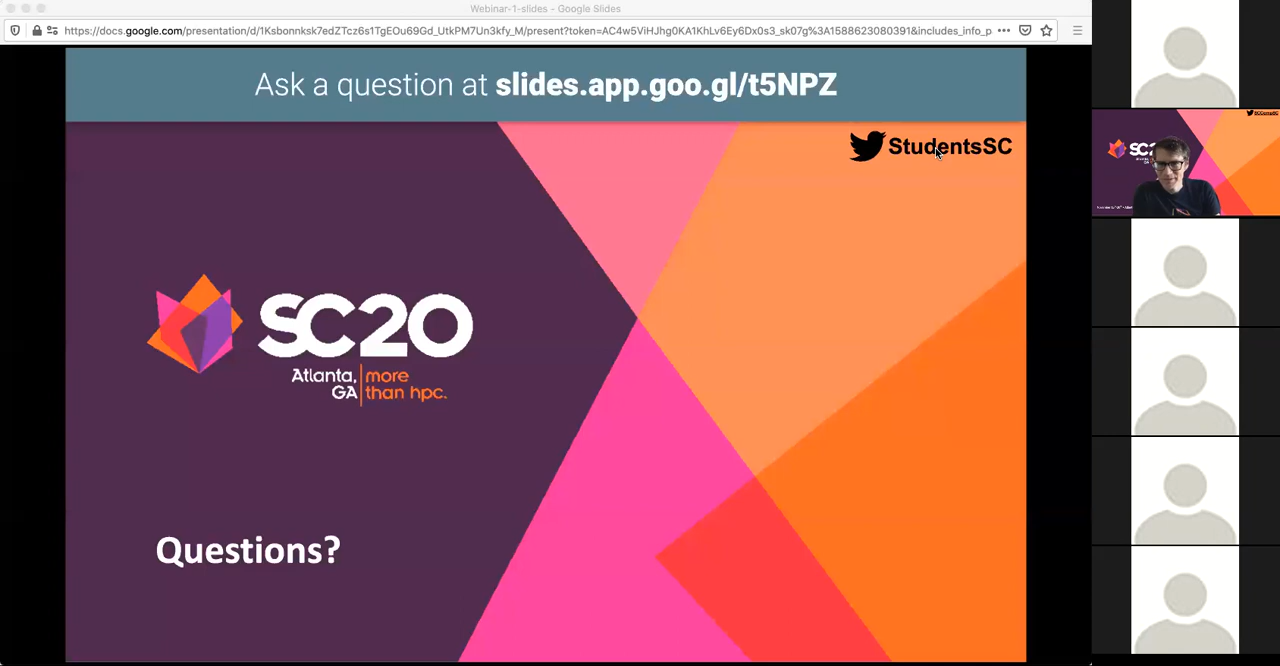 Webinar-1-slides - Google Slides
https://docs.google.com/presentation/d/1Ksbonnksk7edZTcz6s1TgEOu69Gd_UtkPM7Un3kfy_M/present?token=AC4w5ViHJhg0KA1KhLv6Ey6Dx0s3_sk07g%3A1588623080391&includes_info_p
Ask a question at slides.app.goo.gl/t5NPZ
StudentsSC
SC20
Atlanta, more
GA than hpc.
Questions?